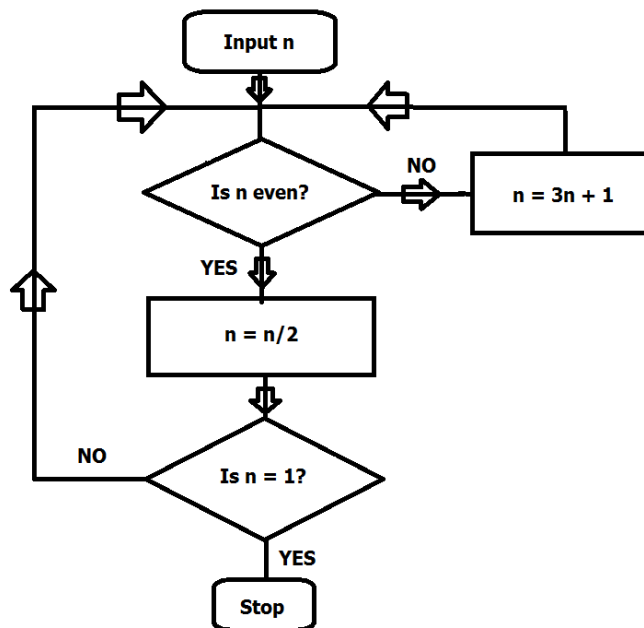 Input n
Is n even?
NO
n = 3n + 1
YES
n = n/2
NO
Is n = 1?
YES
Stop